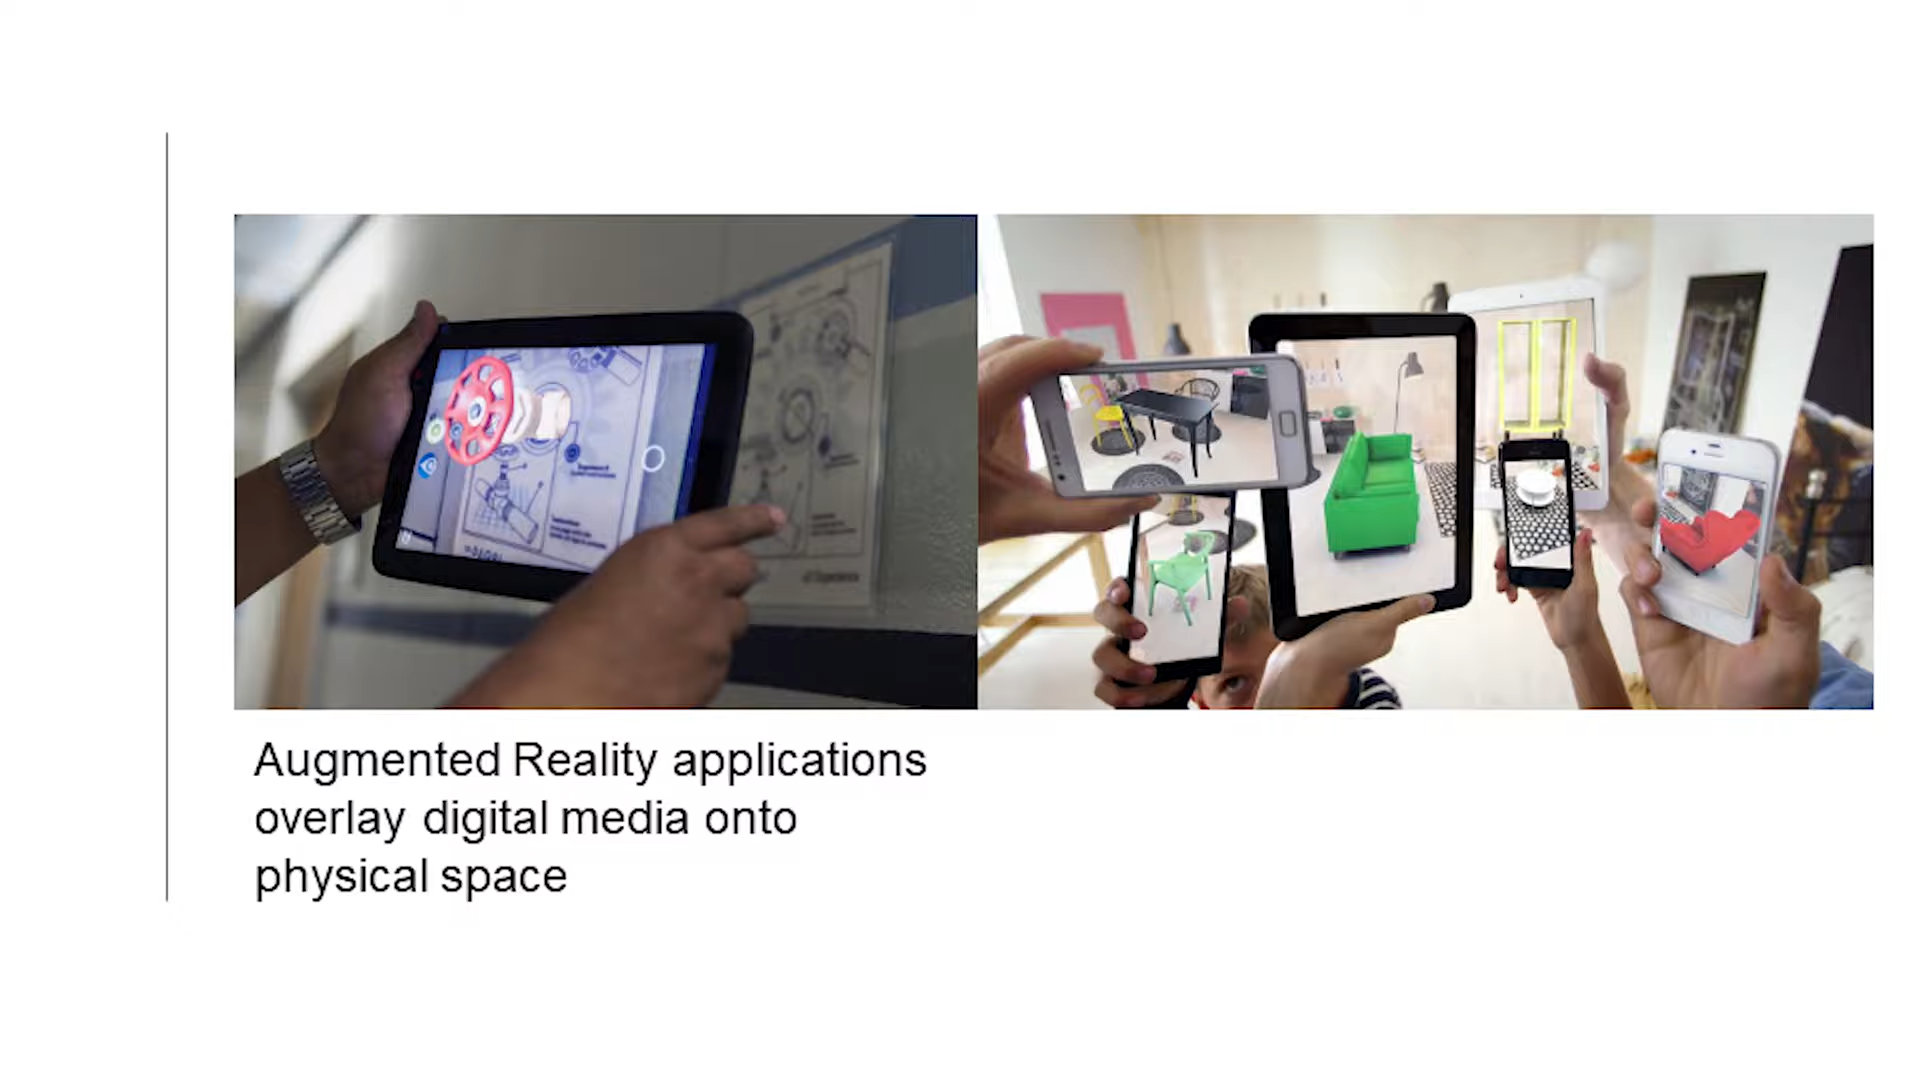 Augmented Reality applications
overlay digital media onto
physical space